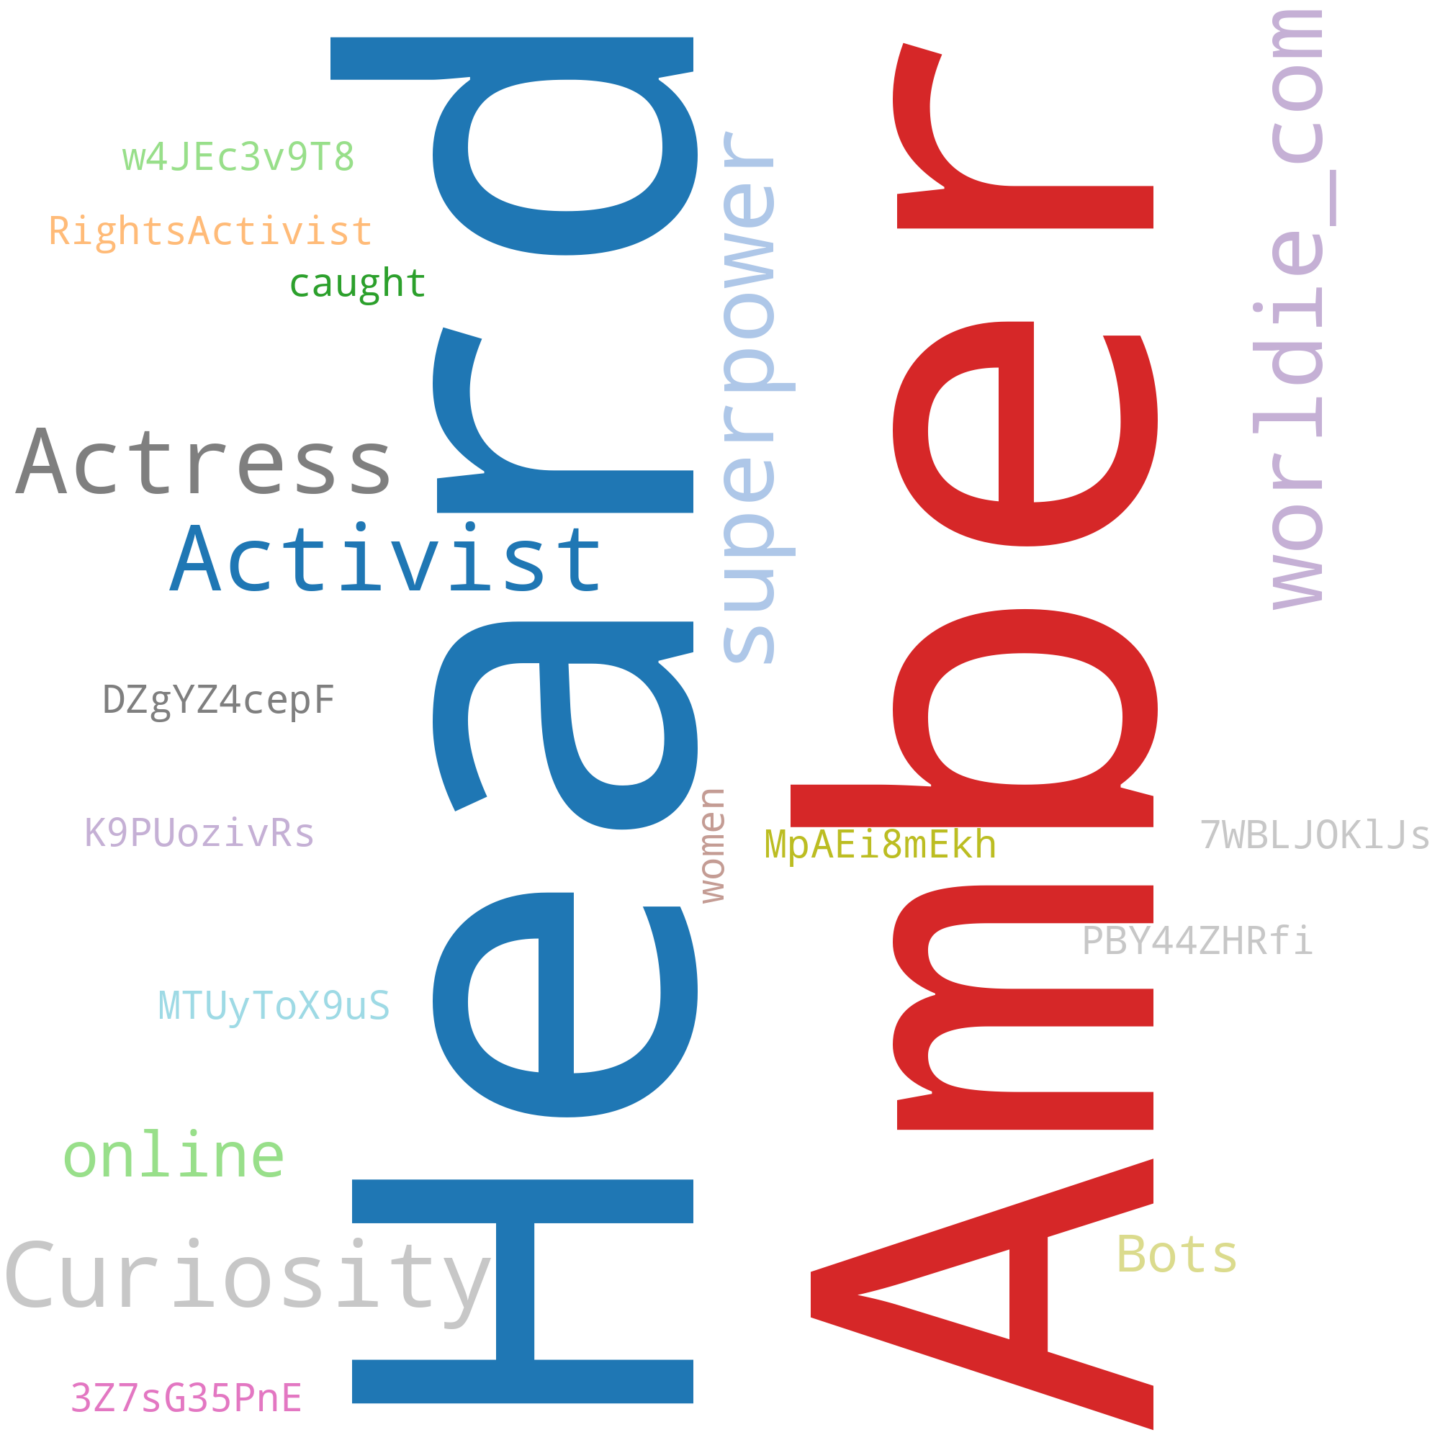 w4JEc3v9T8
RightsActivist
caught
Heard
superpower
Amber
worldie_com
Actress
Activist
DZgYZ4cepF
K9PUozivRs
women
MpAEi8mEkh
7WBLJOKlJs
PBY44ZHRfi
MTUyToX9uS
online
Curiosity
Bots
3Z7sG35PnE